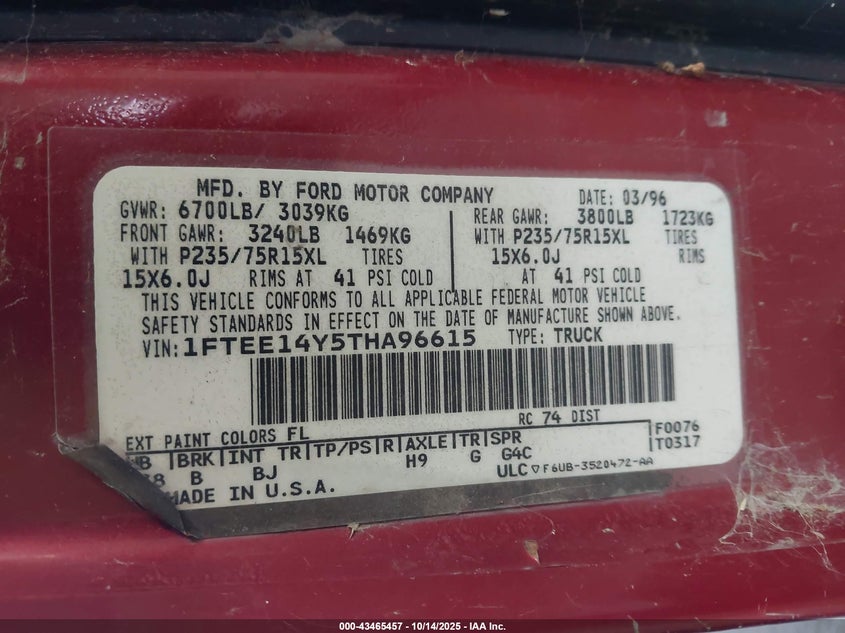 MFD. BY FORD MOTOR COMPANY
DATE: 03/96
GVWR: 6700LB/ 3039KG
FRONT GAWR: 3240LB 1469KG
WITH P235/75R15XL TIRES
15X6.0J RIMS AT 41 PSI COLD
REAR GAWR: 3800LB 1723KG
WITH P235/75R15XL TIRES
15X6.0J RIMS
AT 41 PSI COLD
THIS VEHICLE CONFORMS TO ALL APPLICABLE FEDERAL MOTOR VEHICLE
SAFETY STANDARDS IN EFFECT ON THE DATE OF MANUFACTURE SHOWN ABOVE.
VIN: 1FTEE14Y5THA96615 TYPE: TRUCK
RC 74 DIST
EXT PAINT COLORS FL
F0076
T0317
WB BRK INT TR TP/PS R AXLE TR SPR
38 B BJ H9 G G4C
MADE IN U.S.A.
ULC ▽ F6UB-3520472-AA
000-43465457 - 10/14/2025 - IAA Inc.